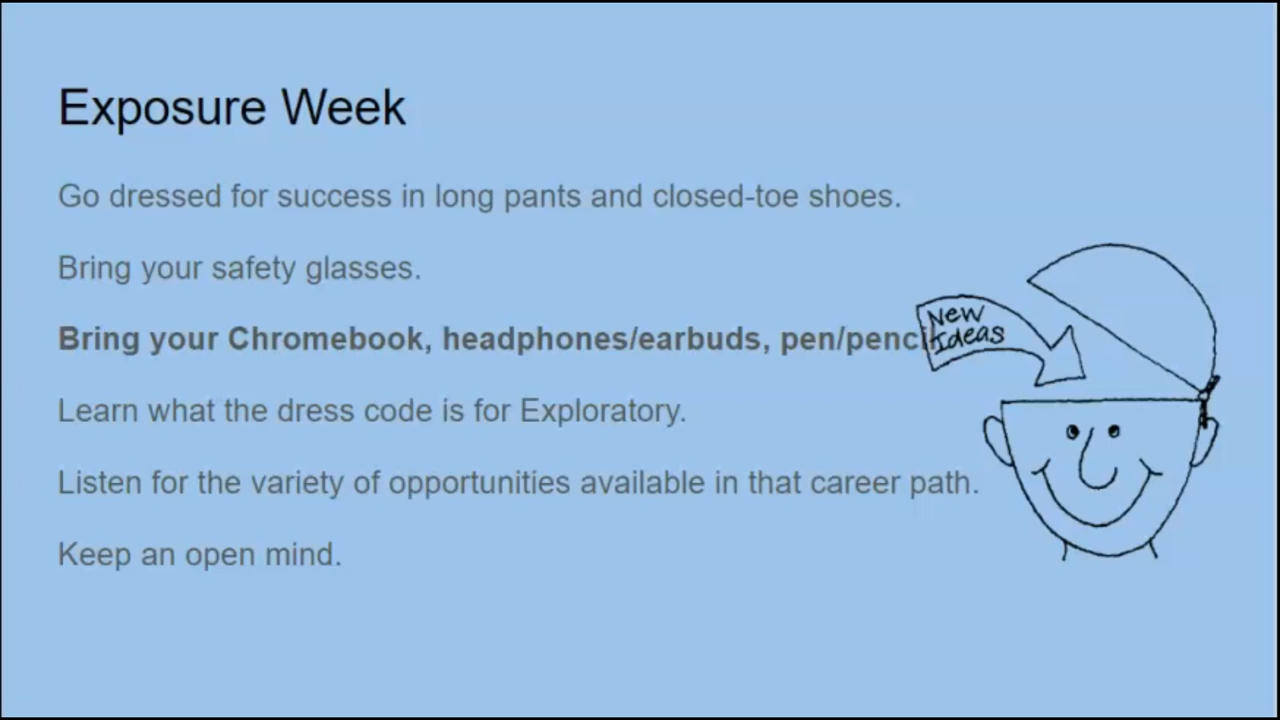 Exposure Week
Go dressed for success in long pants and closed-toe shoes.
Bring your safety glasses.
Bring your Chromebook, headphones/earbuds, pen/pencil
New
Ideas
Learn what the dress code is for Exploratory.
Listen for the variety of opportunities available in that career path.
Keep an open mind.